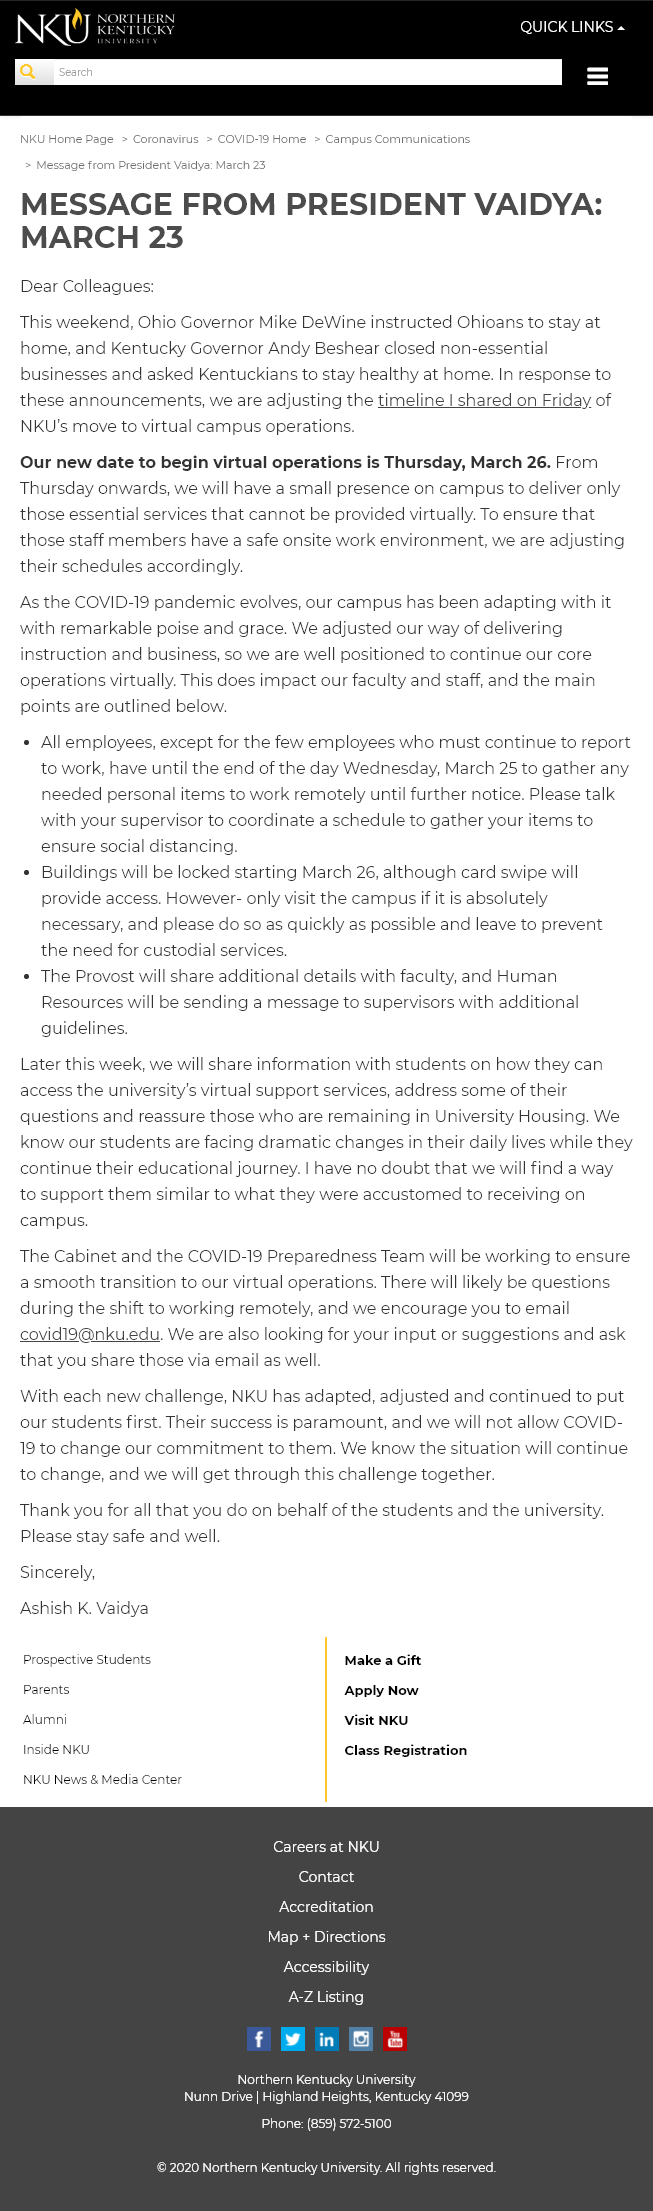 NKU NORTHERN
KENTUCKY
UNIVERSITY
QUICK LINKS
Search
NKU Home Page > Coronavirus > COVID-19 Home > Campus Communications
> Message from President Vaidya: March 23
MESSAGE FROM PRESIDENT VAIDYA:
MARCH 23
Dear Colleagues:
This weekend, Ohio Governor Mike DeWine instructed Ohioans to stay at
home, and Kentucky Governor Andy Beshear closed non-essential
businesses and asked Kentuckians to stay healthy at home. In response to
these announcements, we are adjusting the timeline I shared on Friday of
NKU’s move to virtual campus operations.
Our new date to begin virtual operations is Thursday, March 26. From
Thursday onwards, we will have a small presence on campus to deliver only
those essential services that cannot be provided virtually. To ensure that
those staff members have a safe onsite work environment, we are adjusting
their schedules accordingly.
As the COVID-19 pandemic evolves, our campus has been adapting with it
with remarkable poise and grace. We adjusted our way of delivering
instruction and business, so we are well positioned to continue our core
operations virtually. This does impact our faculty and staff, and the main
points are outlined below.
• All employees, except for the few employees who must continue to report
to work, have until the end of the day Wednesday, March 25 to gather any
needed personal items to work remotely until further notice. Please talk
with your supervisor to coordinate a schedule to gather your items to
ensure social distancing.
• Buildings will be locked starting March 26, although card swipe will
provide access. However- only visit the campus if it is absolutely
necessary, and please do so as quickly as possible and leave to prevent
the need for custodial services.
• The Provost will share additional details with faculty, and Human
Resources will be sending a message to supervisors with additional
guidelines.
Later this week, we will share information with students on how they can
access the university’s virtual support services, address some of their
questions and reassure those who are remaining in University Housing. We
know our students are facing dramatic changes in their daily lives while they
continue their educational journey. I have no doubt that we will find a way
to support them similar to what they were accustomed to receiving on
campus.
The Cabinet and the COVID-19 Preparedness Team will be working to ensure
a smooth transition to our virtual operations. There will likely be questions
during the shift to working remotely, and we encourage you to email
covid19@nku.edu. We are also looking for your input or suggestions and ask
that you share those via email as well.
With each new challenge, NKU has adapted, adjusted and continued to put
our students first. Their success is paramount, and we will not allow COVID-
19 to change our commitment to them. We know the situation will continue
to change, and we will get through this challenge together.
Thank you for all that you do on behalf of the students and the university.
Please stay safe and well.
Sincerely,
Ashish K. Vaidya
Prospective Students
Parents
Alumni
Inside NKU
NKU News & Media Center
Make a Gift
Apply Now
Visit NKU
Class Registration
Careers at NKU
Contact
Accreditation
Map + Directions
Accessibility
A-Z Listing
f in You Tube
Northern Kentucky University
Nunn Drive | Highland Heights, Kentucky 41099
Phone: (859) 572-5100
© 2020 Northern Kentucky University. All rights reserved.